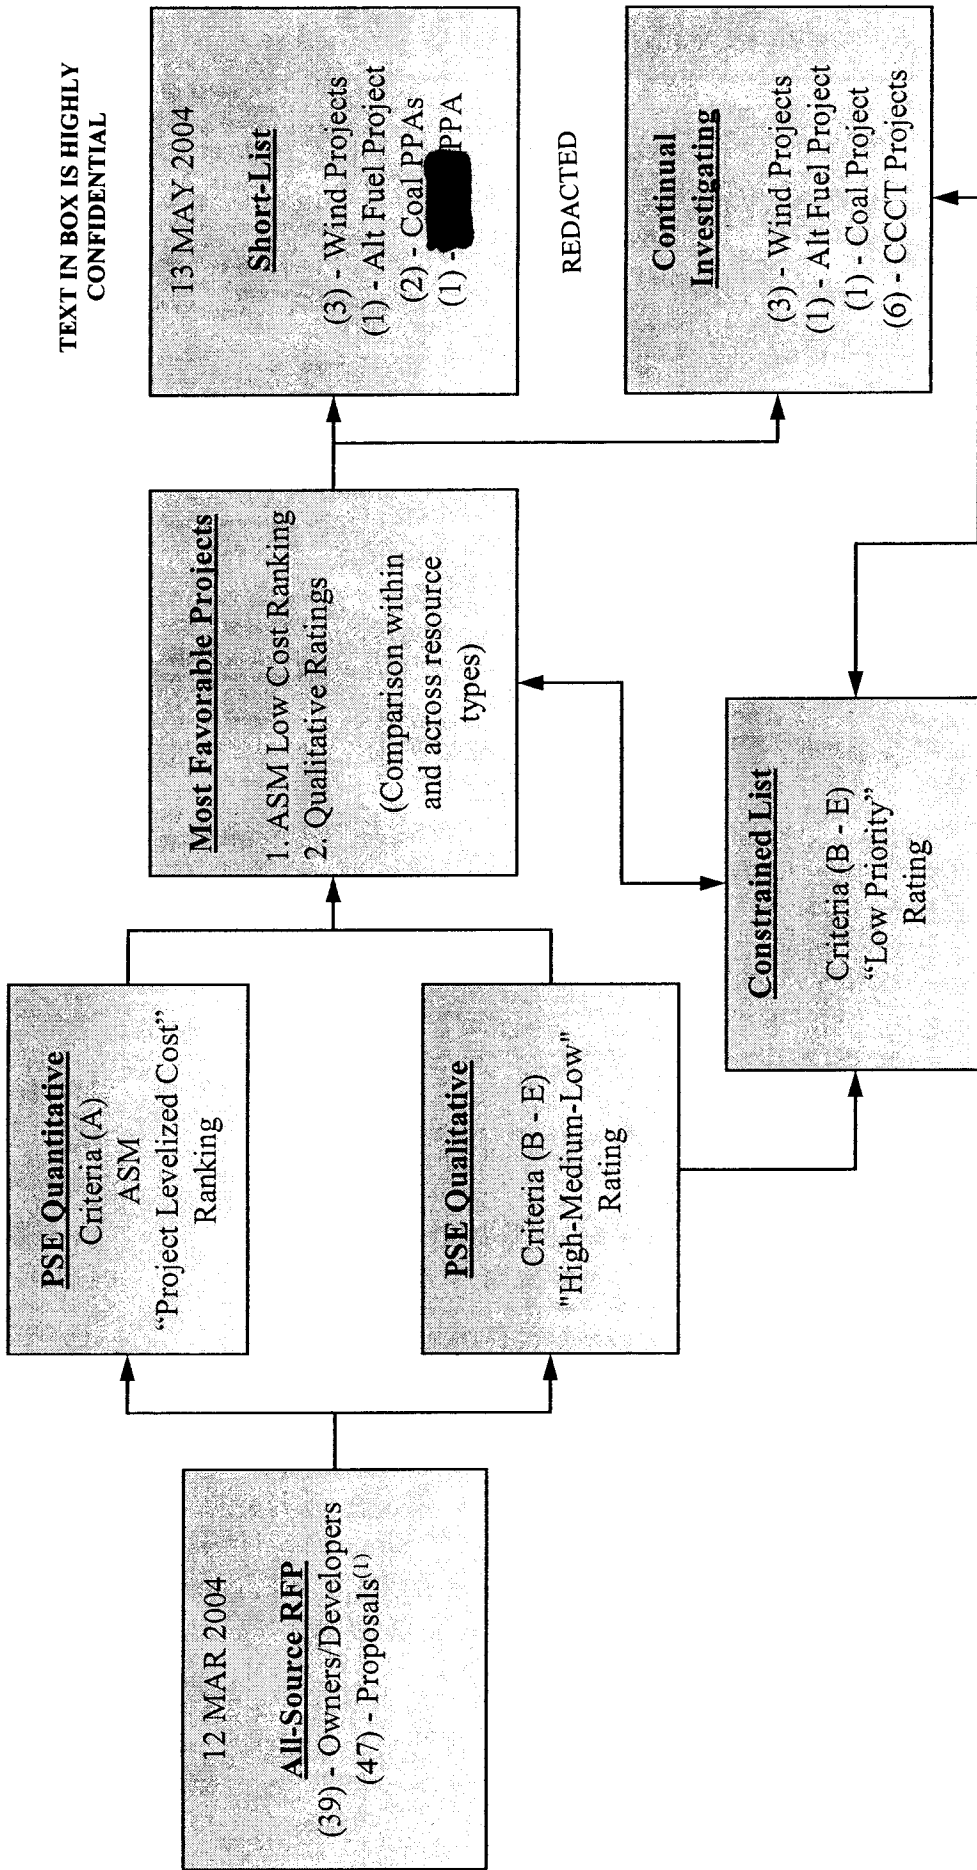 12 MAR 2004
All-Source RFP
(39) - Owners/Developers
(47) - Proposals(1)
PSE Quantitative
Criteria (A)
ASM
“Project Levelized Cost”
Ranking
PSE Qualitative
Criteria (B - E)
"High-Medium-Low"
Rating
Constrained List
Criteria (B - E)
“Low Priority”
Rating
Most Favorable Projects
1. ASM Low Cost Ranking
2. Qualitative Ratings
(Comparison within
and across resource
types)
TEXT IN BOX IS HIGHLY
CONFIDENTIAL
13 MAY 2004
Short-List
(3) - Wind Projects
(1) - Alt Fuel Project
(2) - Coal PPAs
(1) - PPA
REDACTED
Continual
Investigating
(3) - Wind Projects
(1) - Alt Fuel Project
(1) - Coal Project
(6) - CCCT Projects